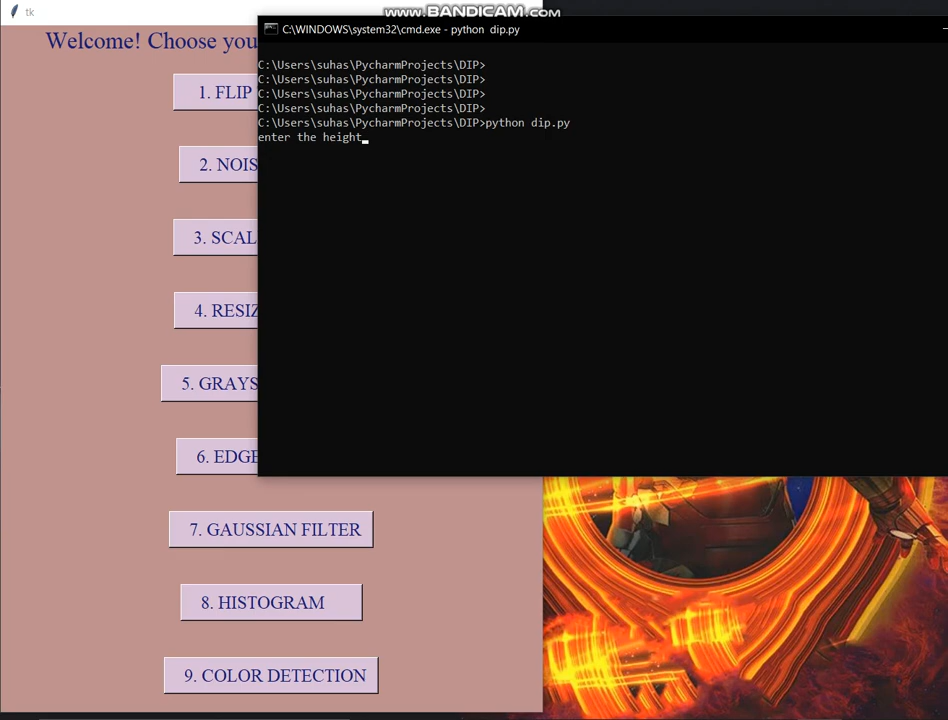 www.BANDICAM.com
tk
C:\WINDOWS\system32\cmd.exe - python  dip.py
Welcome! Choose you
C:\Users\suhas\PycharmProjects\DIP>
C:\Users\suhas\PycharmProjects\DIP>
C:\Users\suhas\PycharmProjects\DIP>
C:\Users\suhas\PycharmProjects\DIP>
C:\Users\suhas\PycharmProjects\DIP>python dip.py
enter the height
1. FLIP
2. NOIS
3. SCAL
4. RESIZ
5. GRAYS
6. EDGE
7. GAUSSIAN FILTER
8. HISTOGRAM
9. COLOR DETECTION